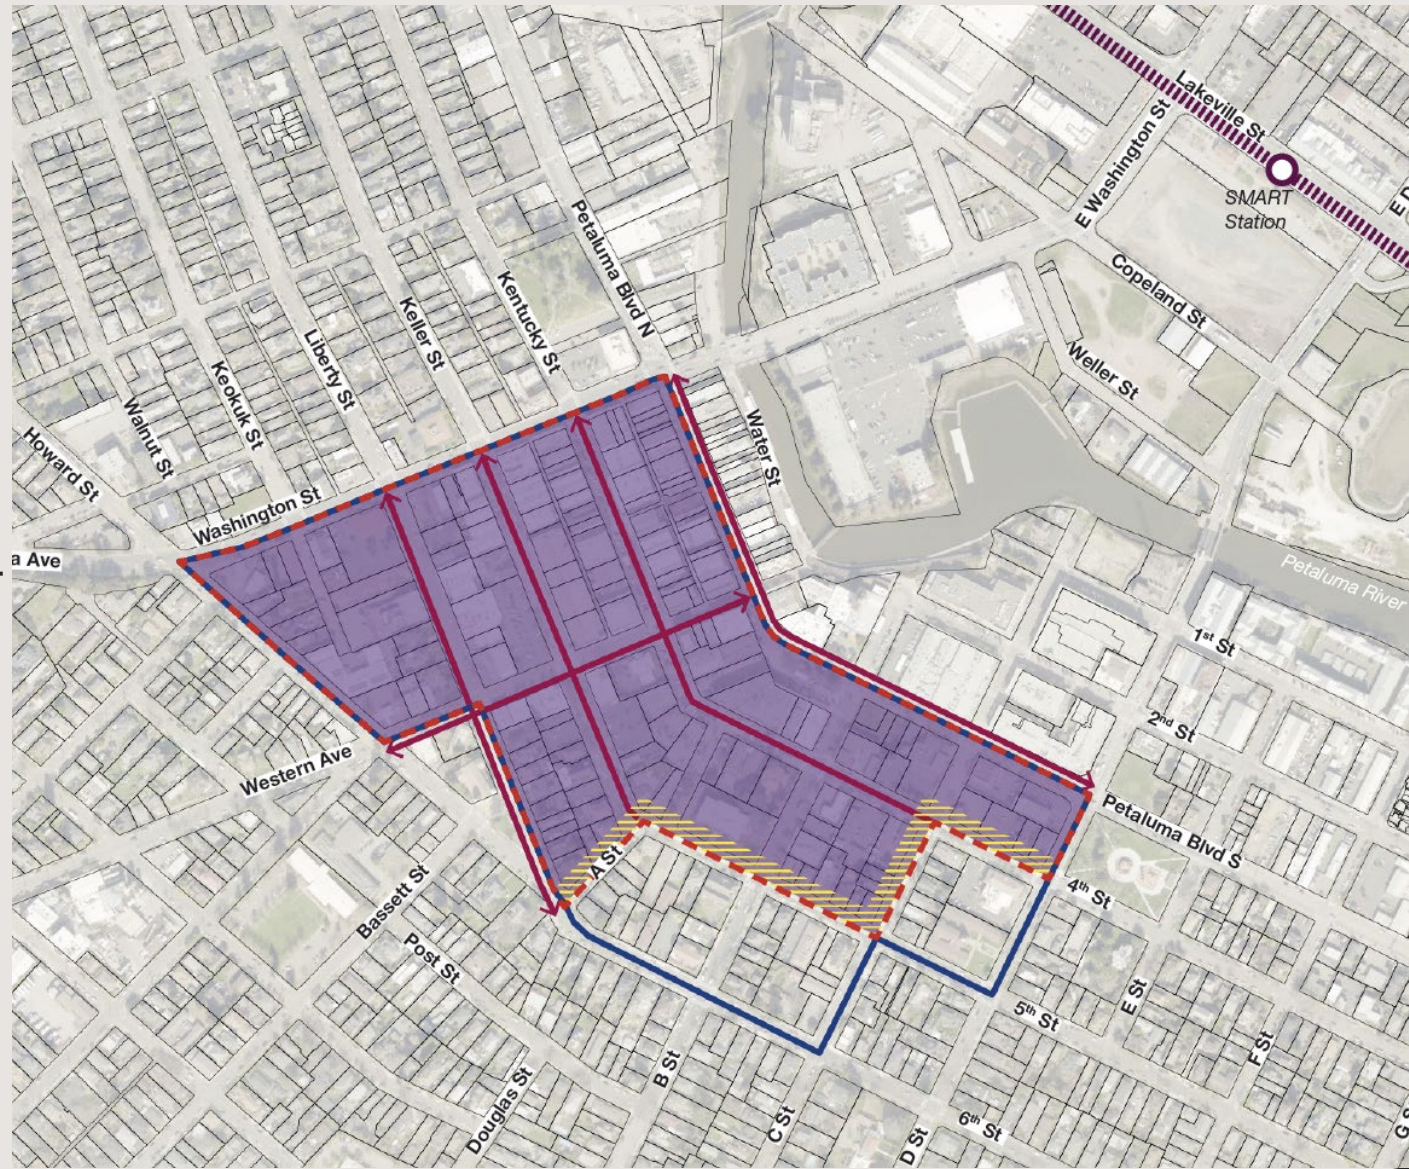 Lakeville St
E Washington St
SMART
Station
E D
Petaluma Blvd N
Copeland St
Kentucky St
Keller St
Liberty St
Weller St
Keokuk St
Walnut St
Howard St
Water St
Washington St
a Ave
Petaluma River
1st St
2nd St
Western Ave
Petaluma Blvd S
A St
4th St
Bassett St
Post St
E St
5th St
F St
B St
Douglas St
C St
D St
6th St
G S